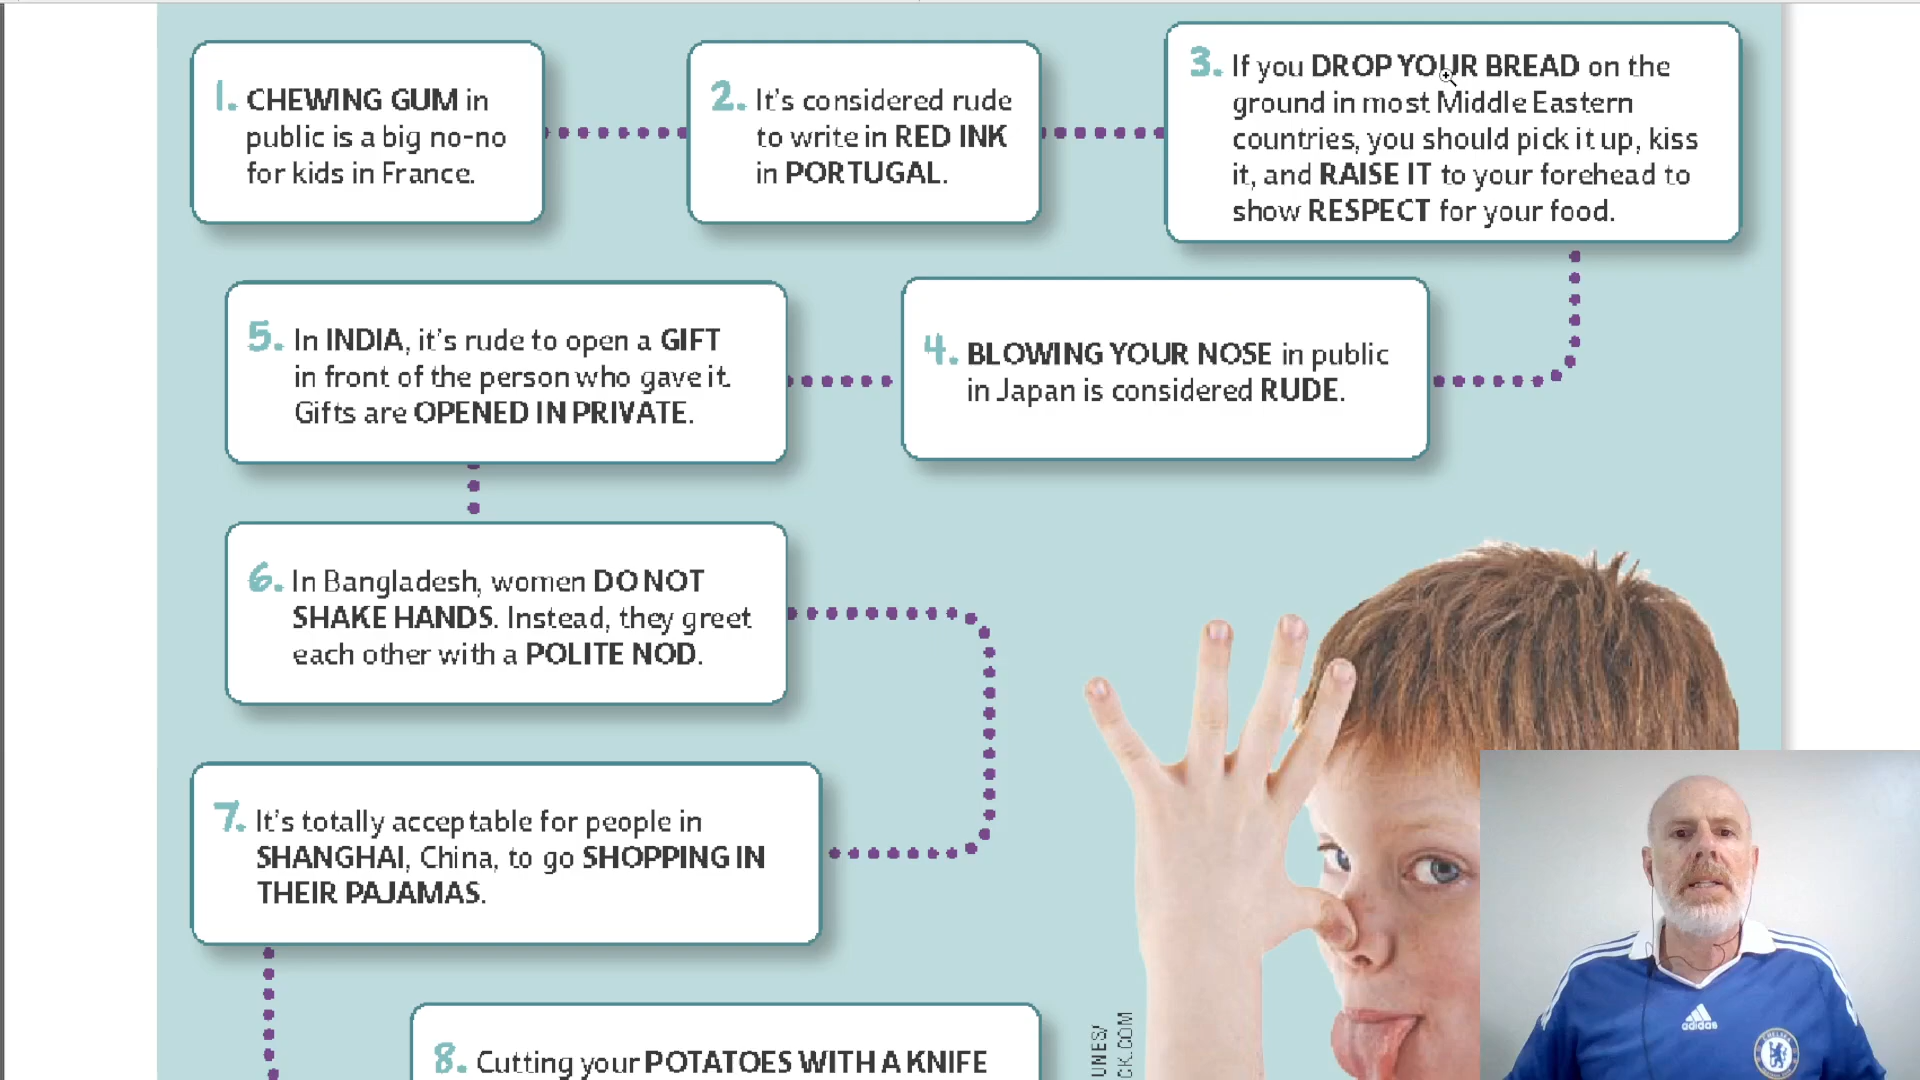 1. CHEWING GUM in
public is a big no-no
for kids in France.
2. It's considered rude
to write in RED INK
in PORTUGAL.
3. If you DROP YOUR BREAD on the
ground in most Middle Eastern
countries, you should pick it up, kiss
it, and RAISE IT to your forehead to
show RESPECT for your food.
4. BLOWING YOUR NOSE in public
in Japan is considered RUDE.
5. In INDIA, it's rude to open a GIFT
in front of the person who gave it.
Gifts are OPENED IN PRIVATE.
6. In Bangladesh, women DO NOT
SHAKE HANDS. Instead, they greet
each other with a POLITE NOD.
7. It's totally acceptable for people in
SHANGHAI, China, to go SHOPPING IN
THEIR PAJAMAS.
8. Cutting your POTATOES WITH A KNIFE
UNES/
CK.COM
adidas
CHELSEA